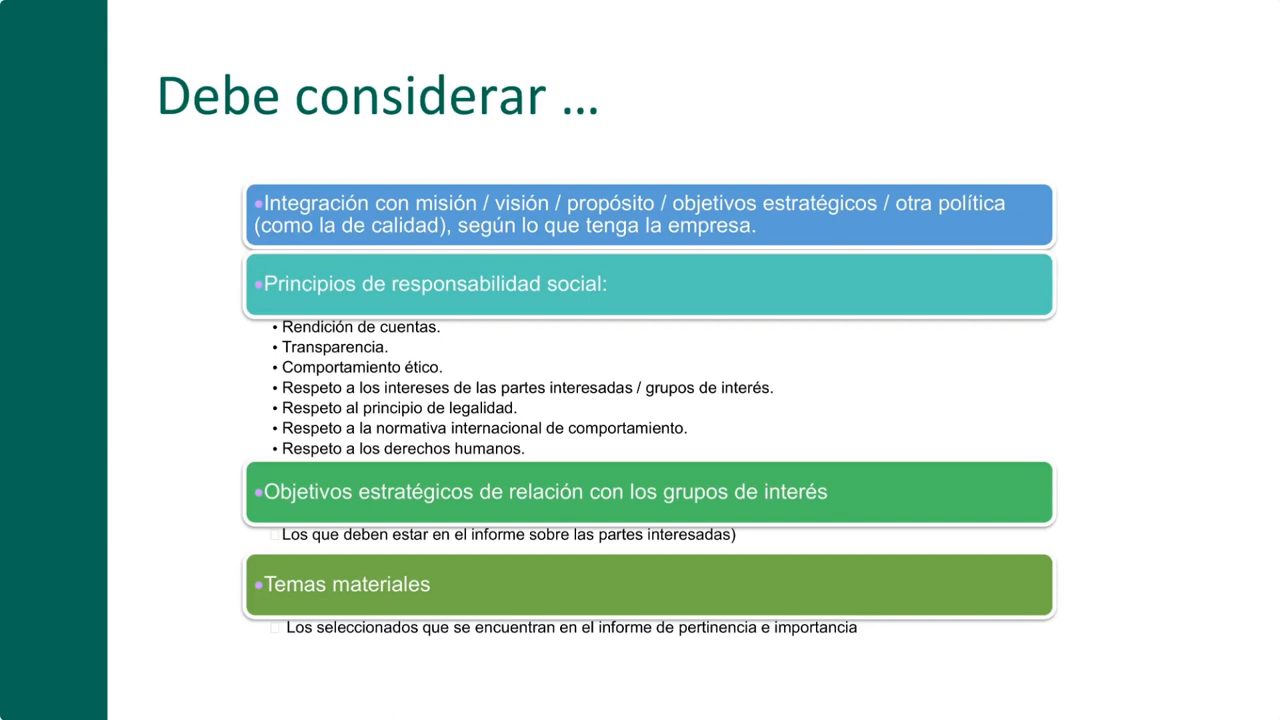 Debe considerar ...
•Integración con misión / visión / propósito / objetivos estratégicos / otra política
(como la de calidad), según lo que tenga la empresa.
•Principios de responsabilidad social:
• Rendición de cuentas.
• Transparencia.
• Comportamiento ético.
• Respeto a los intereses de las partes interesadas / grupos de interés.
• Respeto al principio de legalidad.
• Respeto a la normativa internacional de comportamiento.
• Respeto a los derechos humanos.
•Objetivos estratégicos de relación con los grupos de interés
Los que deben estar en el informe sobre las partes interesadas)
•Temas materiales
Los seleccionados que se encuentran en el informe de pertinencia e importancia